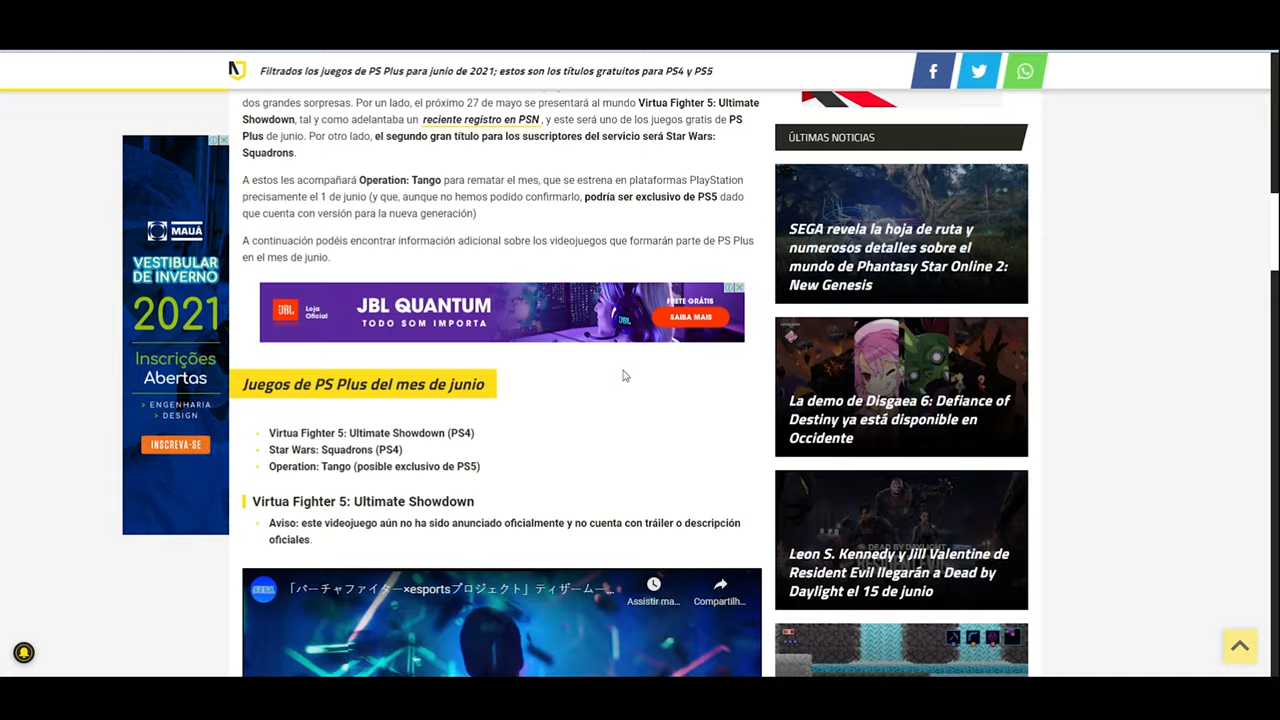 Filtrados los juegos de PS Plus para junio de 2021; estos son los títulos gratuitos para PS4 y PS5
dos grandes sorpresas. Por un lado, el próximo 27 de mayo se presentará al mundo Virtua Fighter 5: Ultimate
Showdown, tal y como adelantaba un reciente registro en PSN, y este será uno de los juegos gratis de PS
Plus de junio. Por otro lado, el segundo gran título para los suscriptores del servicio será Star Wars:
Squadrons.
A estos les acompañará Operation: Tango para rematar el mes, que se estrena en plataformas PlayStation
precisamente el 1 de junio (y que, aunque no hemos podido confirmarlo, podría ser exclusivo de PS5 dado
que cuenta con versión para la nueva generación)
A continuación podéis encontrar información adicional sobre los videojuegos que formarán parte de PS Plus
en el mes de junio.
JBL
Loja
Oficial
JBL QUANTUM
TODO SOM IMPORTA
FRETE GRÁTIS
SAIBA MAIS
JBL
Juegos de PS Plus del mes de junio
Virtua Fighter 5: Ultimate Showdown (PS4)
Star Wars: Squadrons (PS4)
Operation: Tango (posible exclusivo de PS5)
Virtua Fighter 5: Ultimate Showdown
Aviso: este videojuego aún no ha sido anunciado oficialmente y no cuenta con tráiler o descripción
oficiales.
SEGA
「バーチャファイター×esportsプロジェクト」ティザームー...
Assistir ma...
Compartilh...
MAUÁ
VESTIBULAR
DE INVERNO
2021
Inscrições
Abertas
> ENGENHARIA
> DESIGN
INSCREVA-SE
ÚLTIMAS NOTICIAS
SEGA revela la hoja de ruta y
numerosos detalles sobre el
mundo de Phantasy Star Online 2:
New Genesis
La demo de Disgaea 6: Defiance of
Destiny ya está disponible en
Occidente
DEAD BY DAYLIGHT
RESIDENT EVIL
Leon S. Kennedy y Jill Valentine de
Resident Evil llegarán a Dead by
Daylight el 15 de junio